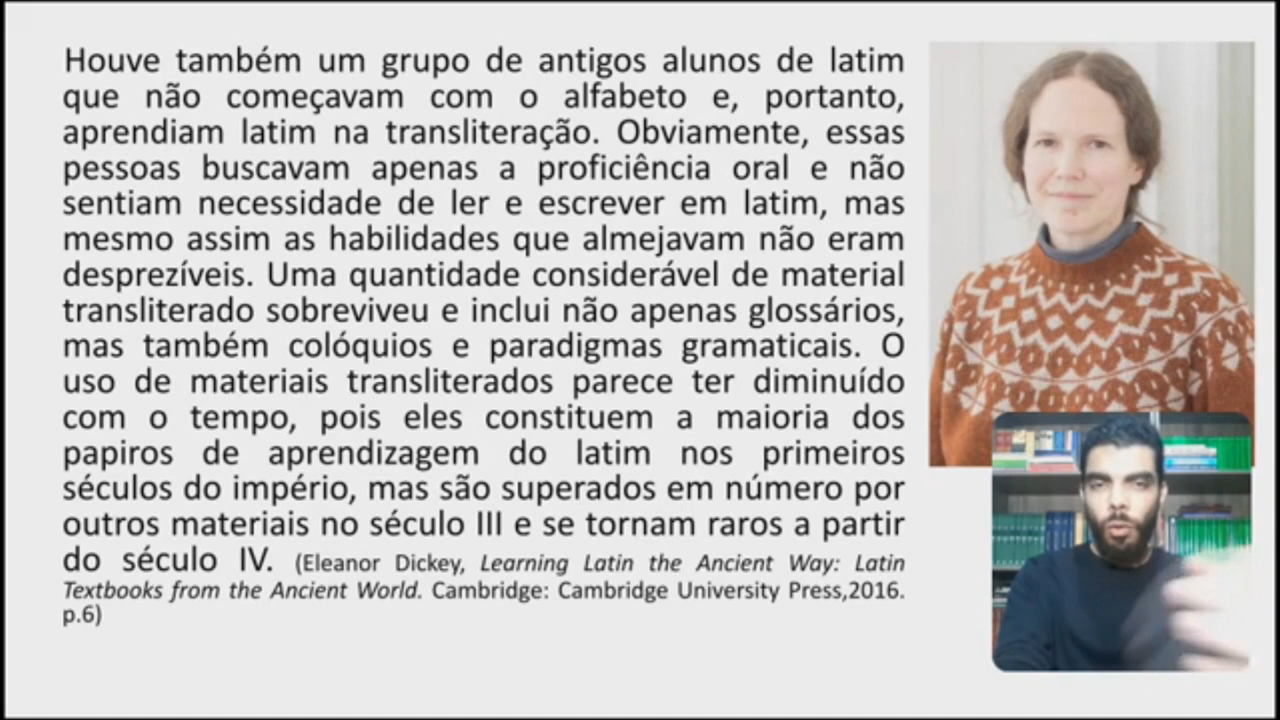 Houve também um grupo de antigos alunos de latim
que não começavam com o alfabeto e, portanto,
aprendiam latim na transliteração. Obviamente, essas
pessoas buscavam apenas a proficiência oral e não
sentiam necessidade de ler e escrever em latim, mas
mesmo assim as habilidades que almejavam não eram
desprezíveis. Uma quantidade considerável de material
transliterado sobreviveu e inclui não apenas glossários,
mas também colóquios e paradigmas gramaticais. O
uso de materiais transliterados parece ter diminuído
com o tempo, pois eles constituem a maioria dos
papiros de aprendizagem do latim nos primeiros
séculos do império, mas são superados em número por
outros materiais no século III e se tornam raros a partir
do século IV. (Eleanor Dickey, Learning Latin the Ancient Way: Latin
Textbooks from the Ancient World. Cambridge: Cambridge University Press,2016.
p.6)